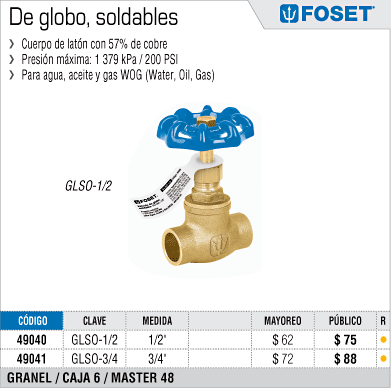 De globo, soldables
FOSET®
Cuerpo de latón con 57% de cobre
Presión máxima: 1 379 kPa / 200 PSI
Para agua, aceite y gas WOG (Water, Oil, Gas)
GLSO-1/2
FOSET
CÓDIGO CLAVE MEDIDA MAYOREO PÚBLICO R
49040 GLSO-1/2 1/2" $ 62 $ 75
49041 GLSO-3/4 3/4" $ 72 $ 88
GRANEL / CAJA 6 / MASTER 48